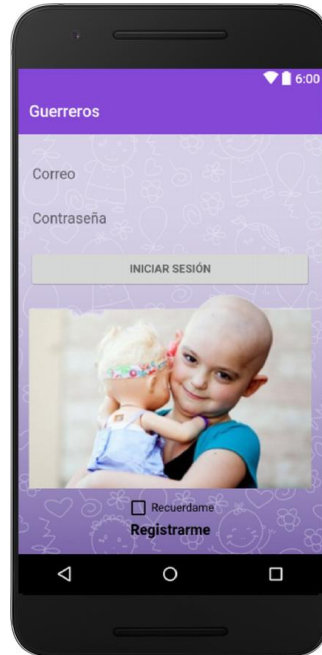 6:00
Guerreros
Correo
Contraseña
INICIAR SESIÓN
Recuerdame
Registrarme